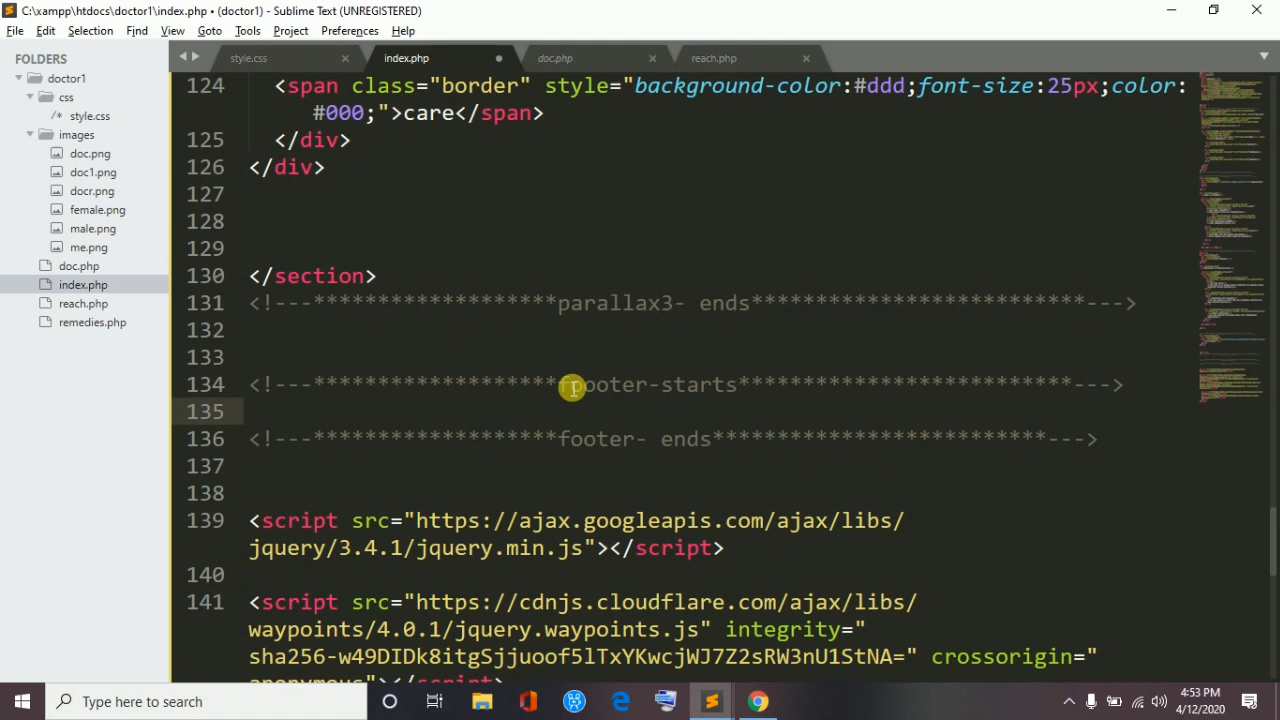 C:\xampp\htdocs\doctor1\index.php • (doctor1) - Sublime Text (UNREGISTERED)
File Edit Selection Find View Goto Tools Project Preferences Help
FOLDERS
doctor1
css
style.css
images
doc.png
doc1.png
docr.png
female.png
male.png
me.png
doc.php
index.php
reach.php
remedies.php
style.css index.php doc.php reach.php
124 <span class="border" style="background-color:#ddd;font-size:25px;color:
#000;">care</span>
125 </div>
126 </div>
127
128
129
130 </section>
131 <!---*******************parallax3- ends**************************--->
132
133
134 -starts**************************--->
135
136 <!---*******************footer- ends**************************--->
137
138
139 <script src="https://ajax.googleapis.com/ajax/libs/
jquery/3.4.1/jquery.min.js"></script>
140
141 <script src="https://cdnjs.cloudflare.com/ajax/libs/
waypoints/4.0.1/jquery.waypoints.js" integrity="
sha256-w49DIDk8itgSjjuoof5lTxYKwcjWJ7Z2sRW3nU1StNA=" crossorigin="
anonymous"></script>
Type here to search
4:53 PM
4/12/2020